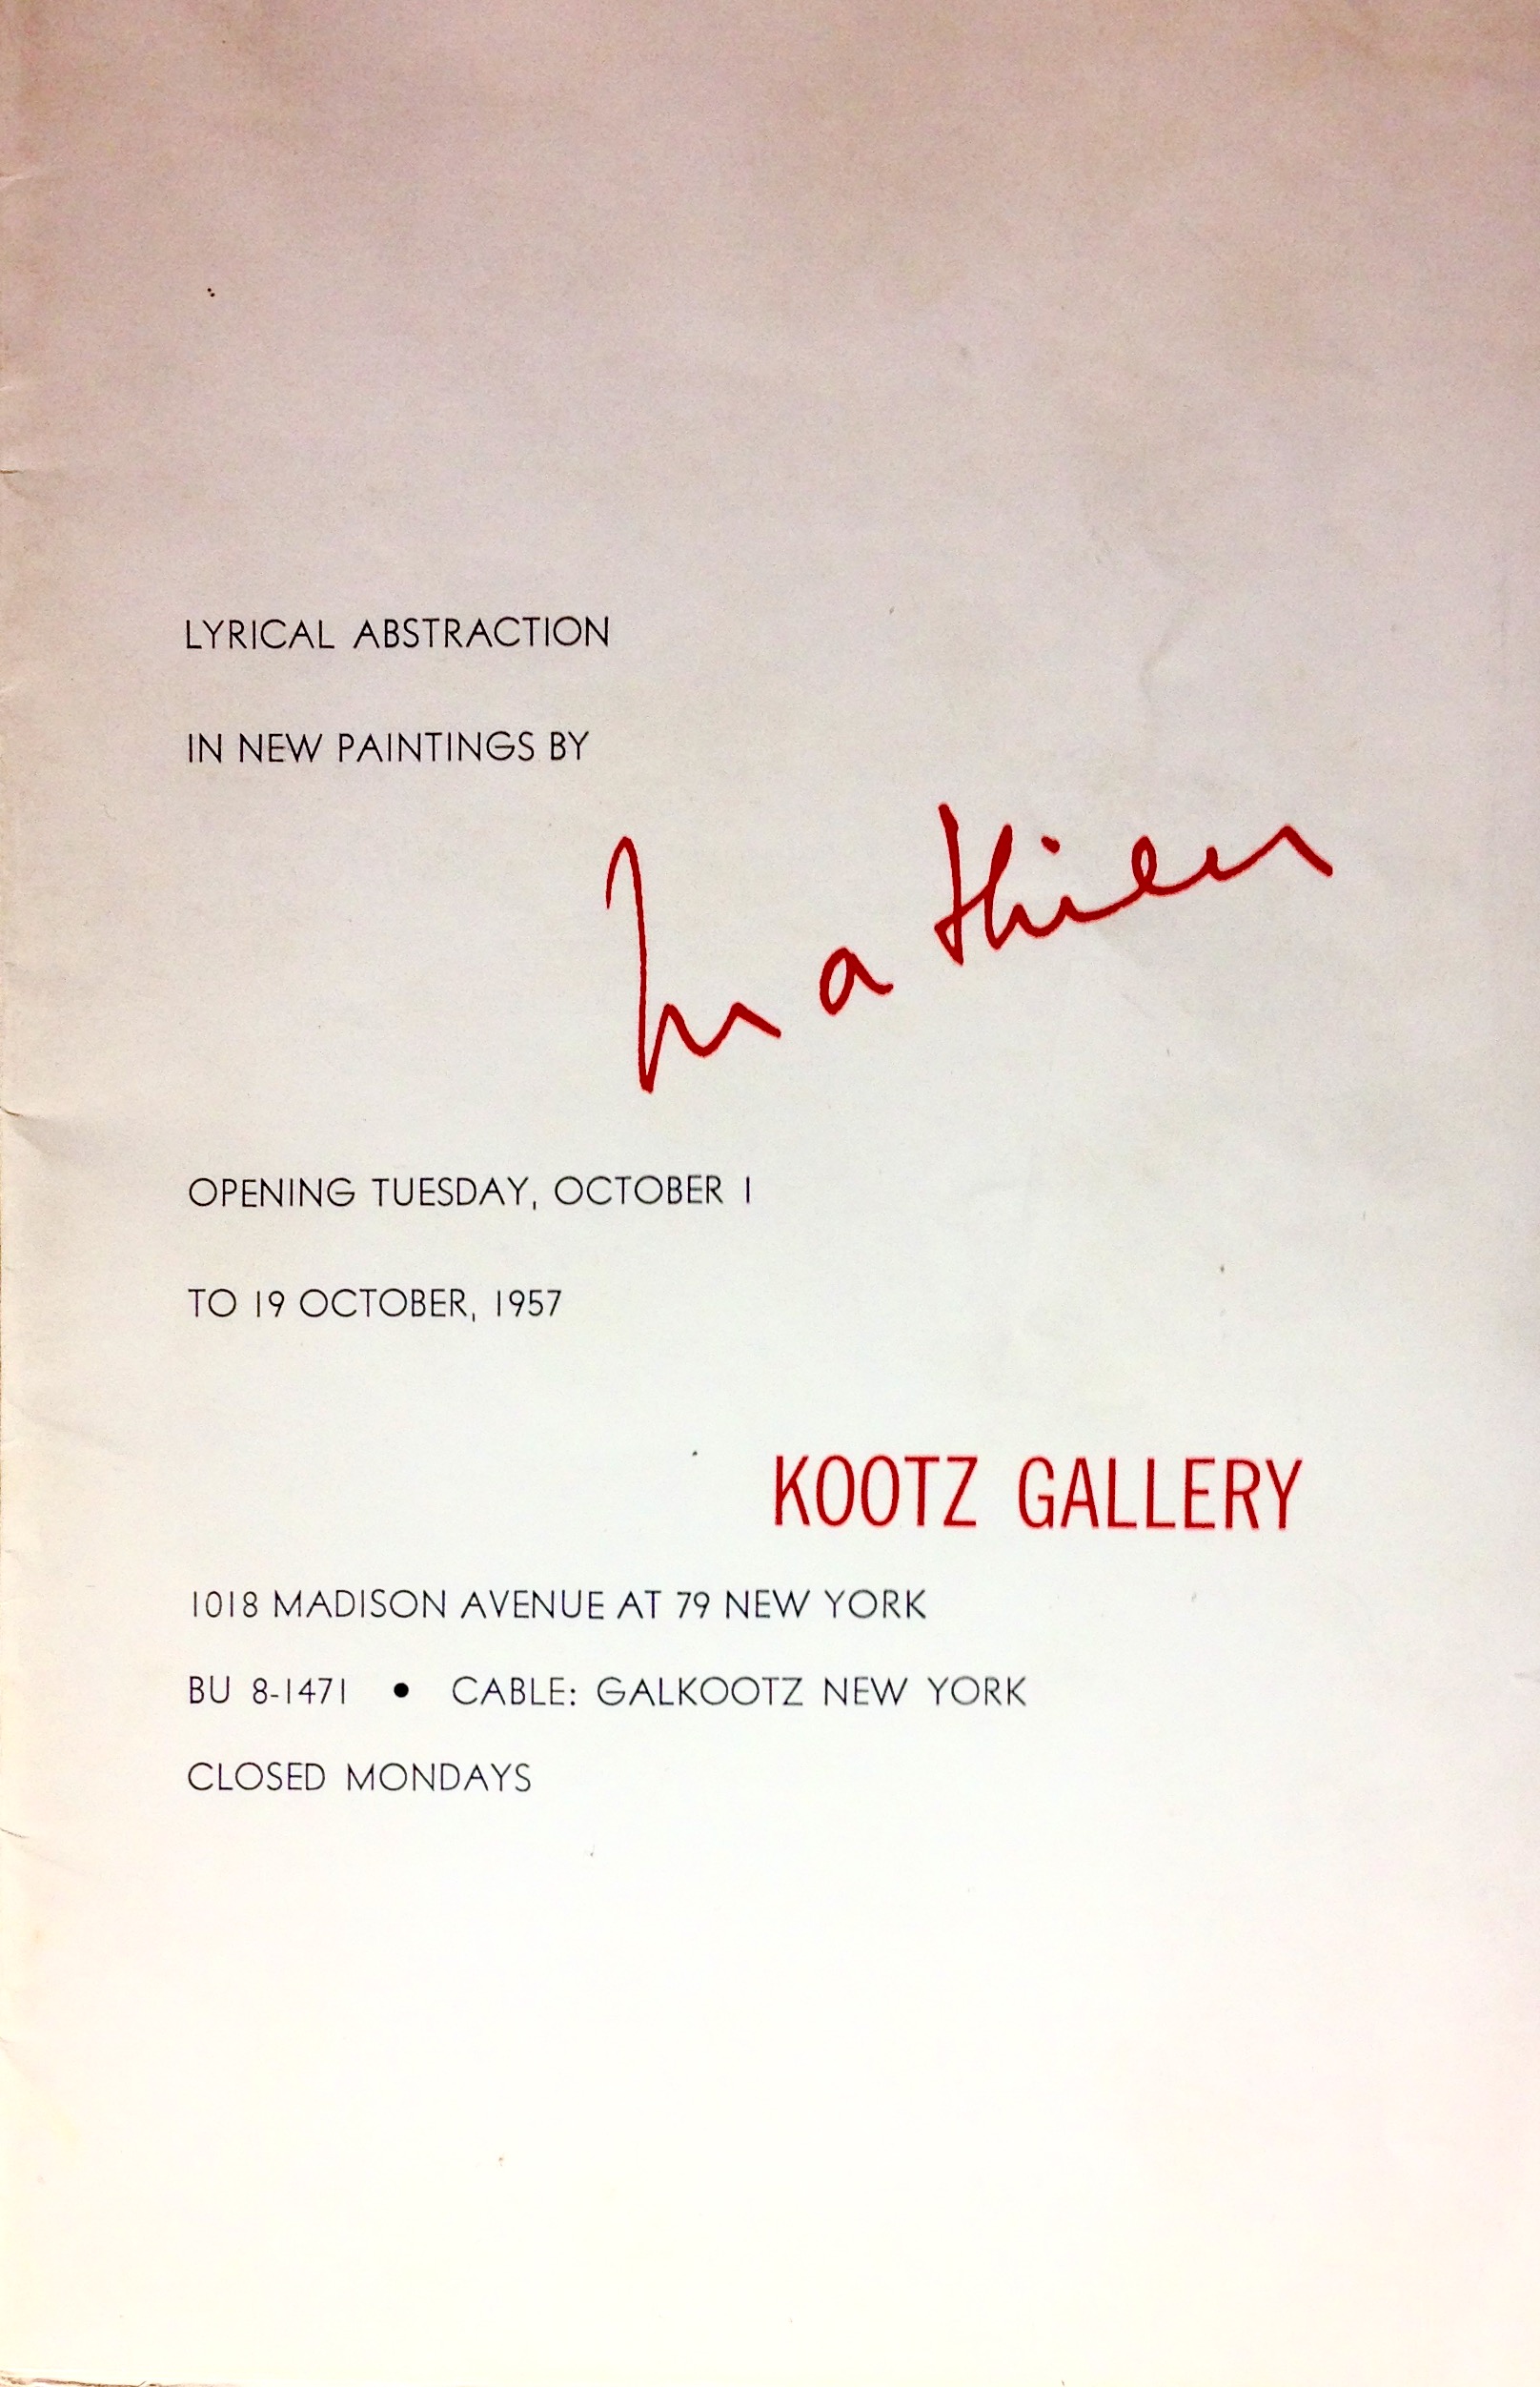 LYRICAL ABSTRACTION
IN NEW PAINTINGS BY
Mathieu
OPENING TUESDAY, OCTOBER 1
TO 19 OCTOBER, 1957
KOOTZ GALLERY
1018 MADISON AVENUE AT 79 NEW YORK
BU 8-1471 • CABLE: GALKOOTZ NEW YORK
CLOSED MONDAYS